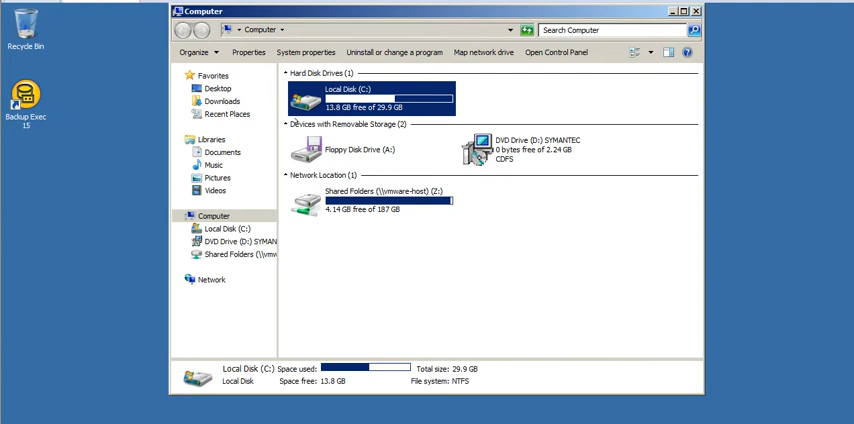 Computer
Recycle Bin
Backup Exec
15
Computer
Search Computer
Organize
Properties
System properties
Uninstall or change a program
Map network drive
Open Control Panel
Favorites
Desktop
Downloads
Recent Places
Libraries
Documents
Music
Pictures
Videos
Computer
Local Disk (C:)
DVD Drive (D:) SYMAN
Shared Folders (\\vmw
Network
Hard Disk Drives (1)
Local Disk (C:)
13.8 GB free of 29.9 GB
Devices with Removable Storage (2)
Floppy Disk Drive (A:)
DVD Drive (D:) SYMANTEC
0 bytes free of 2.24 GB
CDFS
Network Location (1)
Shared Folders (\\vmware-host) (Z:)
4.14 GB free of 187 GB
Local Disk (C:) Space used: Total size: 29.9 GB
Local Disk Space free: 13.8 GB File system: NTFS